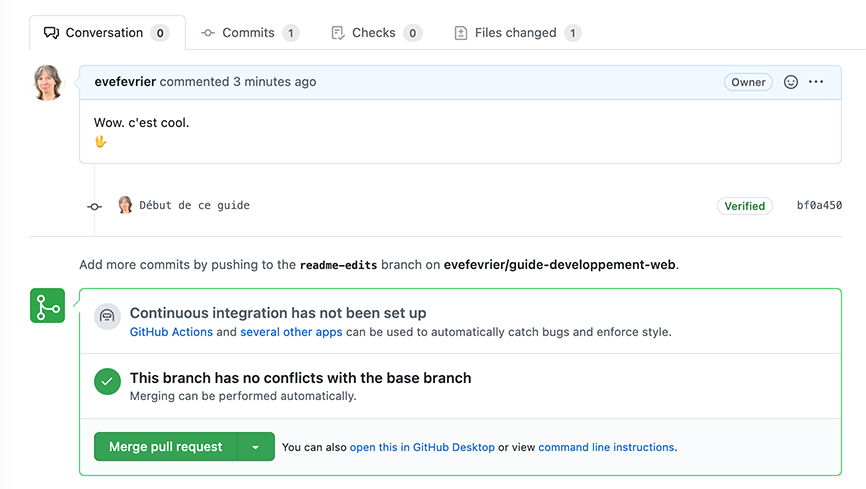 Conversation 0 Commits 1 Checks 0 Files changed 1
evefevrier commented 3 minutes ago Owner
Wow. c'est cool.
🖖
Début de ce guide Verified bf0a450
Add more commits by pushing to the readme-edits branch on evefevrier/guide-developpement-web.
Continuous integration has not been set up
GitHub Actions and several other apps can be used to automatically catch bugs and enforce style.
This branch has no conflicts with the base branch
Merging can be performed automatically.
Merge pull request You can also open this in GitHub Desktop or view command line instructions.